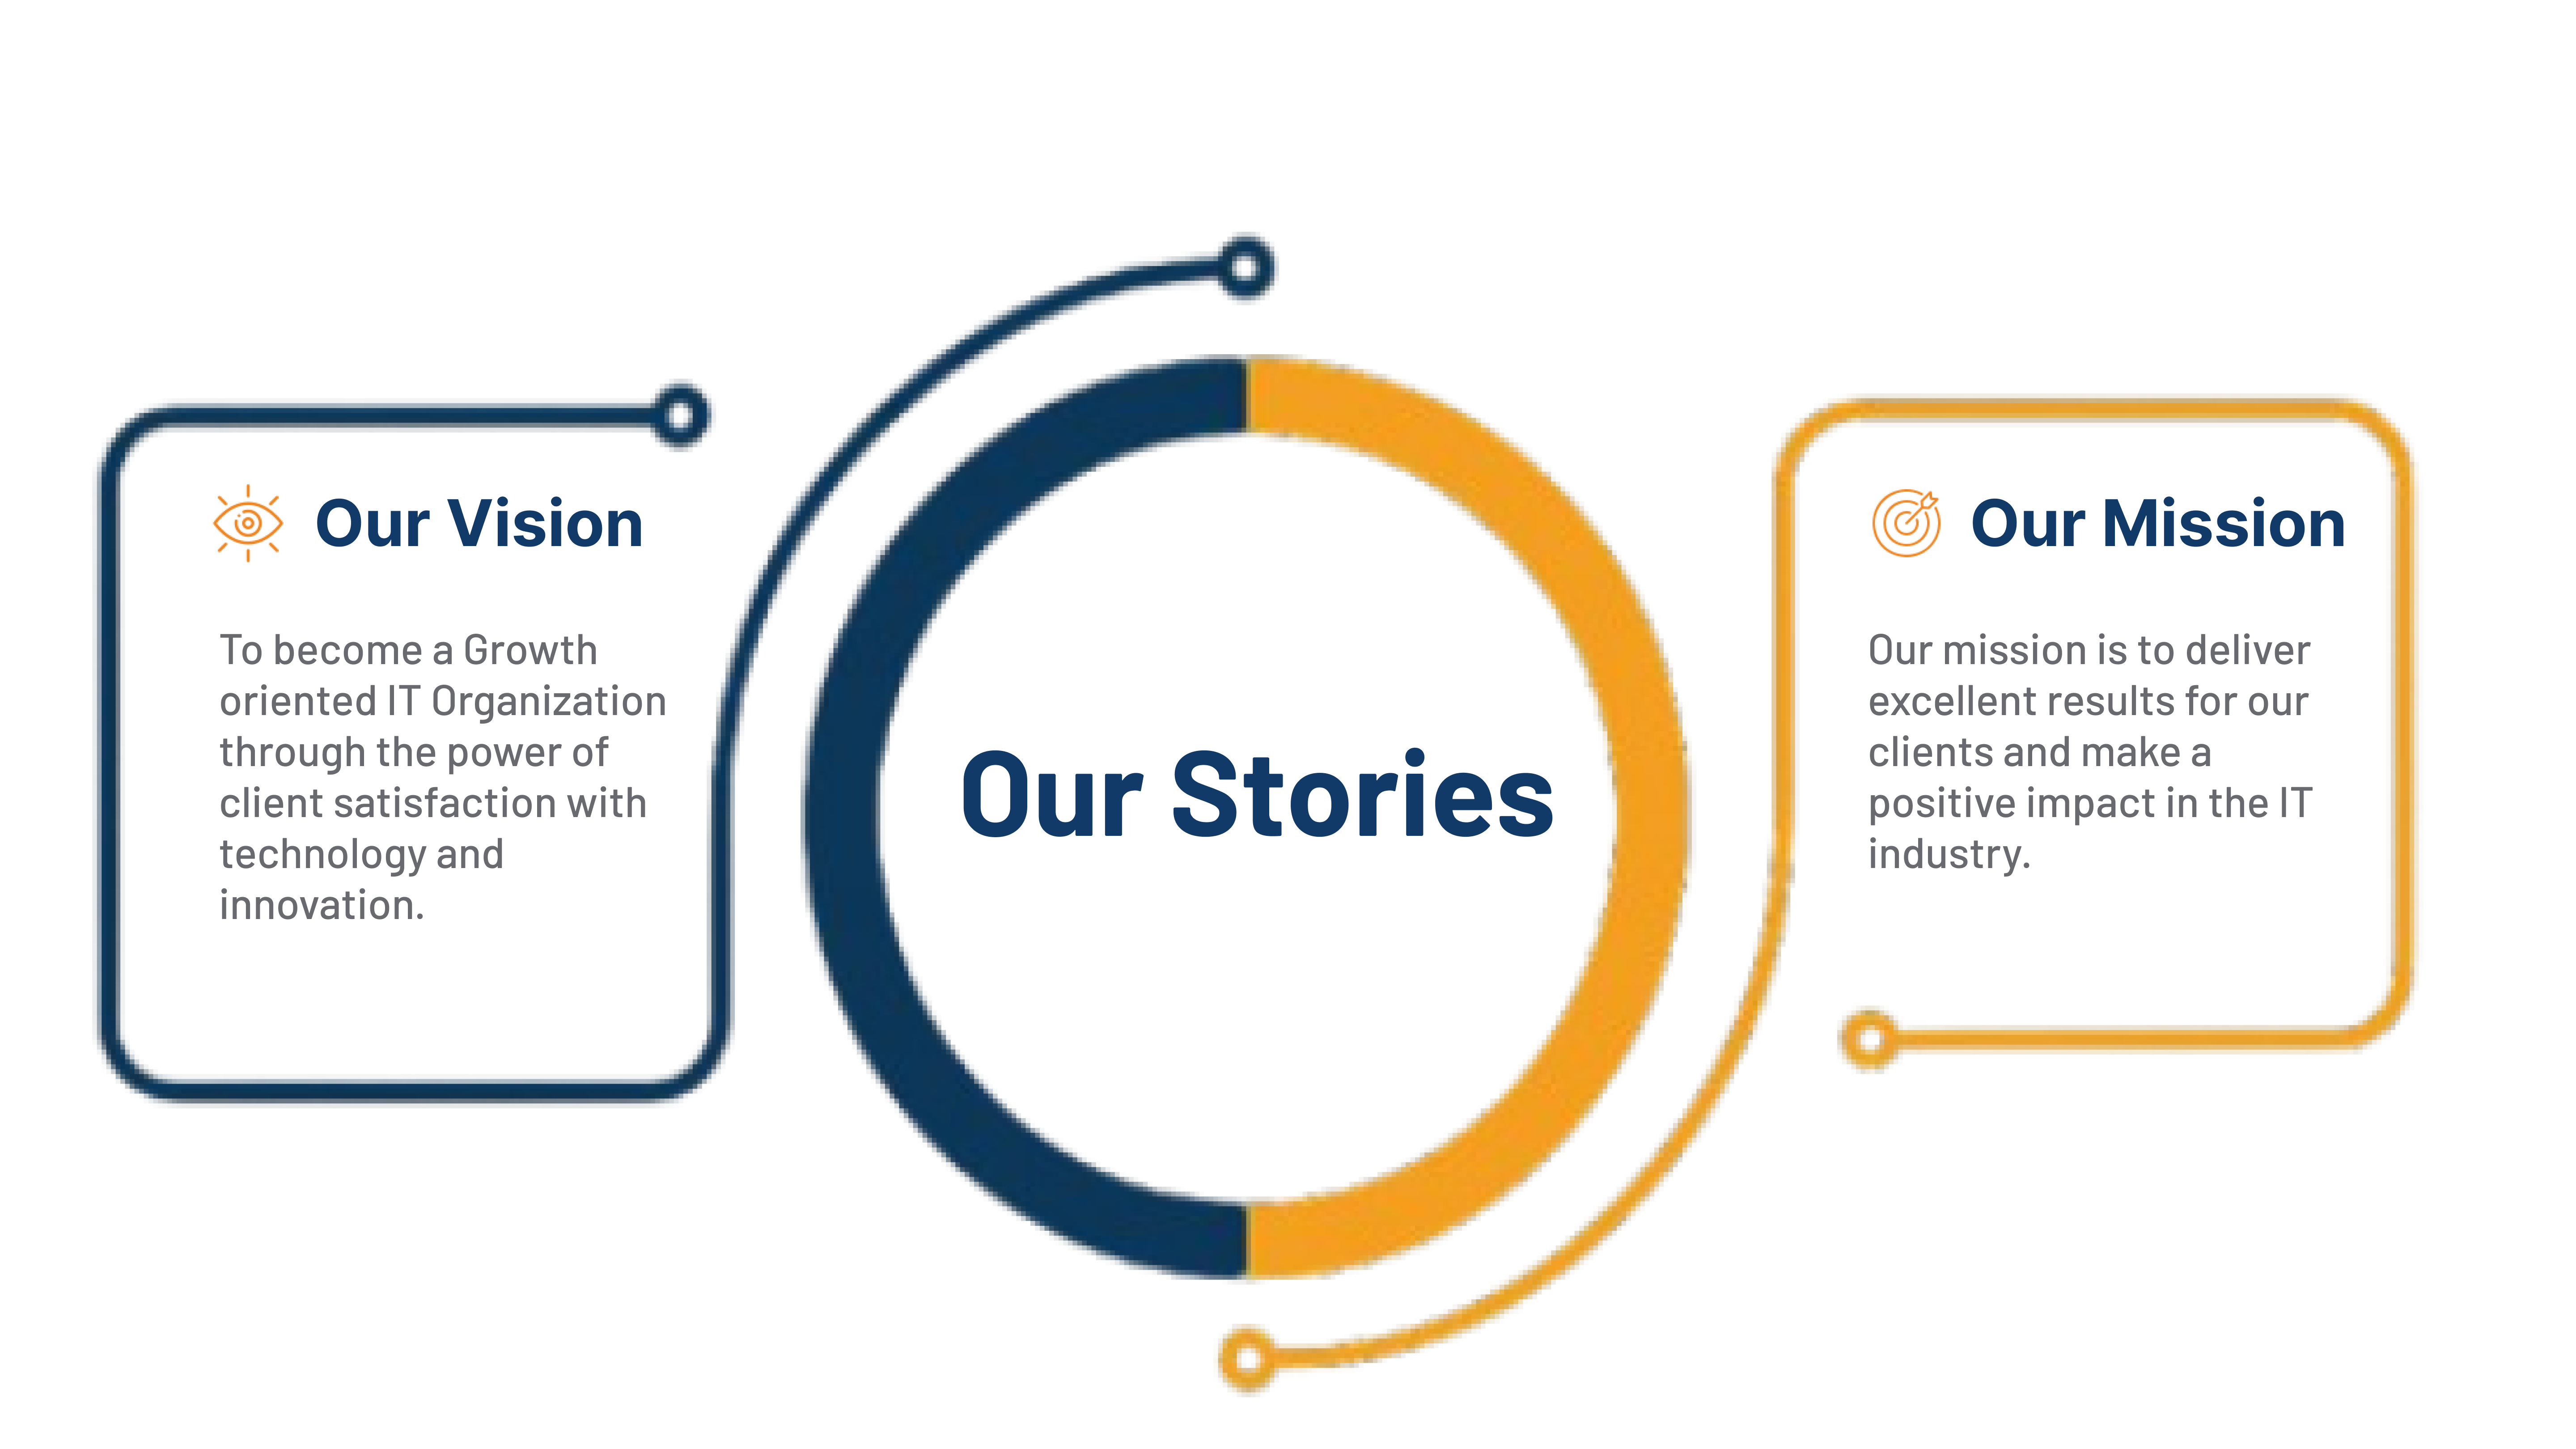 Our Vision
To become a Growth
oriented IT Organization
through the power of
client satisfaction with
technology and
innovation.
Our Stories
Our Mission
Our mission is to deliver
excellent results for our
clients and make a
positive impact in the IT
industry.